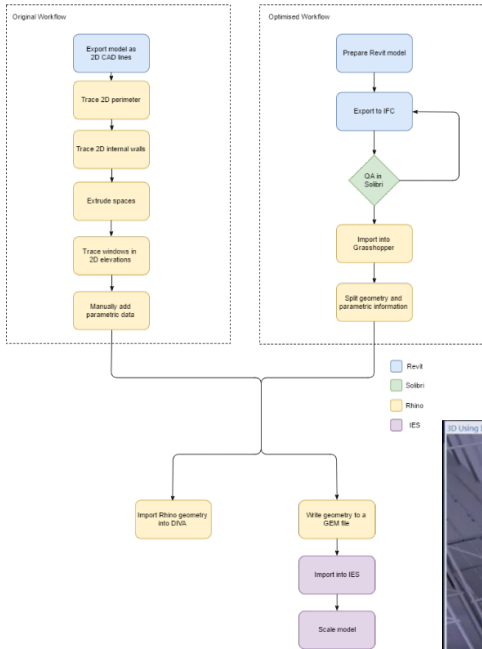 Original Workflow
Export model as
2D CAD lines
Trace 2D perimeter
Trace 2D internal walls
Extrude spaces
Trace windows in
2D elevations
Manually add
parametric data
Optimised Workflow
Prepare Revit model
Export to IFC
QA in
Solibri
Import into
Grasshopper
Split geometry and
parametric information
Revit
Solibri
Rhino
IES
Import Rhino geometry
into DIVA
Write geometry to a
GEM file
Import into IES
Scale model
3D Using